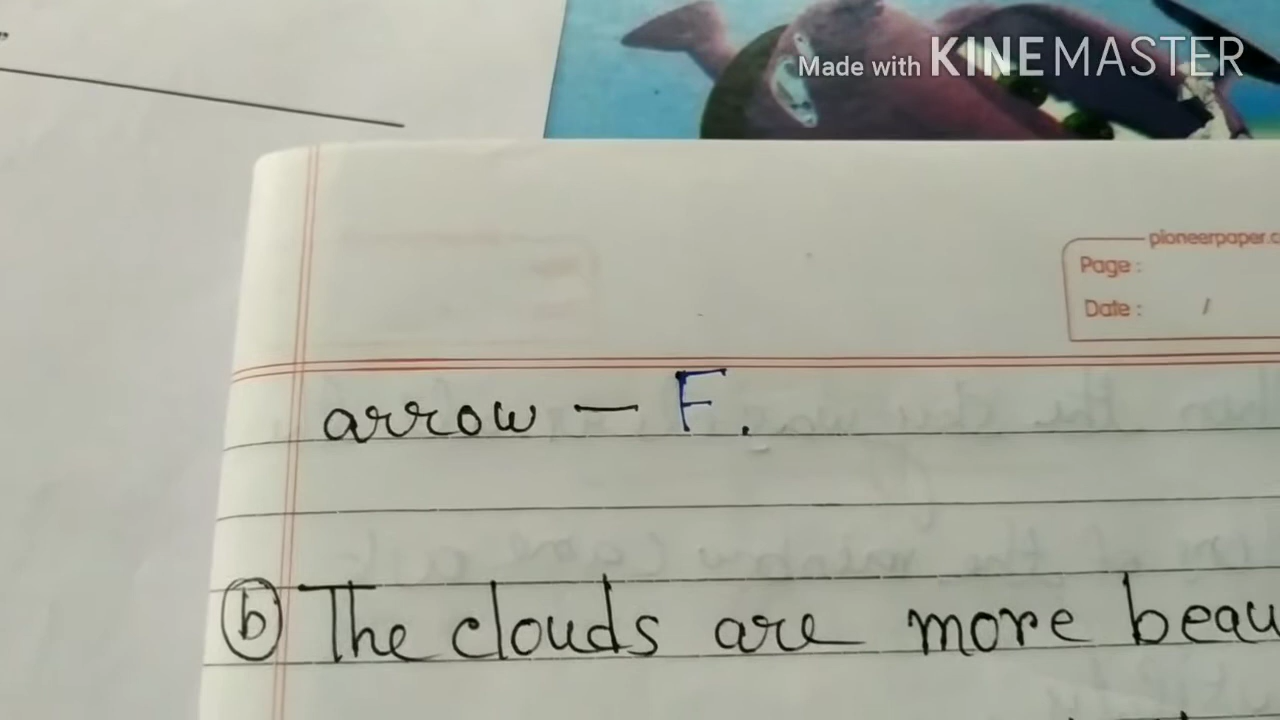 Made with KINEMASTER
pioneerpaper.c
Page :
Date : /
arrow — F.
(b) The clouds are more beau